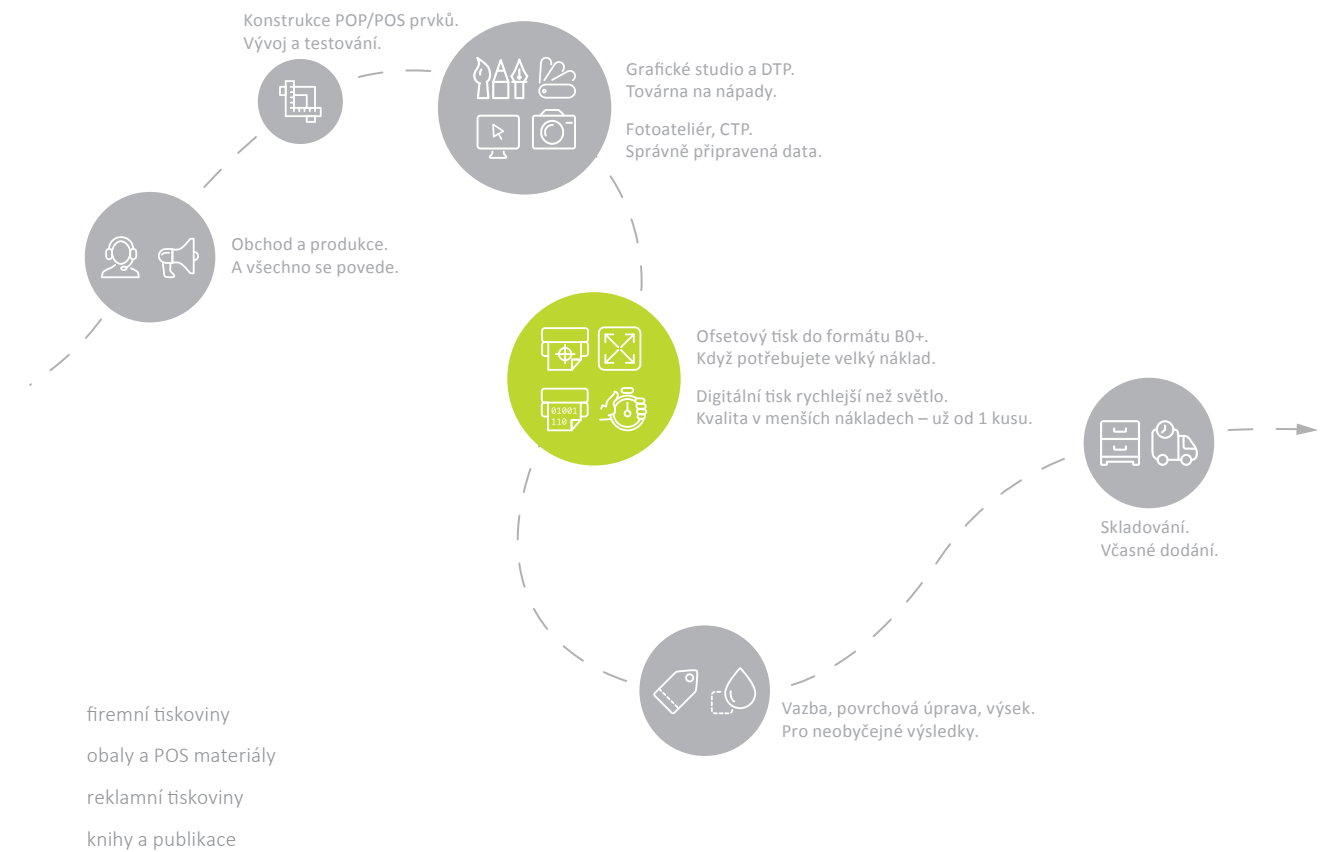 Konstrukce POP/POS prvků.
Vývoj a testování.
Grafické studio a DTP.
Továrna na nápady.
Fotoateliér, CTP.
Správně připravená data.
Obchod a produkce.
A všechno se povede.
Ofsetový tisk do formátu B0+.
Když potřebujete velký náklad.
Digitální tisk rychlejší než světlo.
Kvalita v menších nákladech – už od 1 kusu.
01001
110
Skladování.
Včasné dodání.
Vazba, povrchová úprava, výsek.
Pro neobyčejné výsledky.
firemní tiskoviny
obaly a POS materiály
reklamní tiskoviny
knihy a publikace